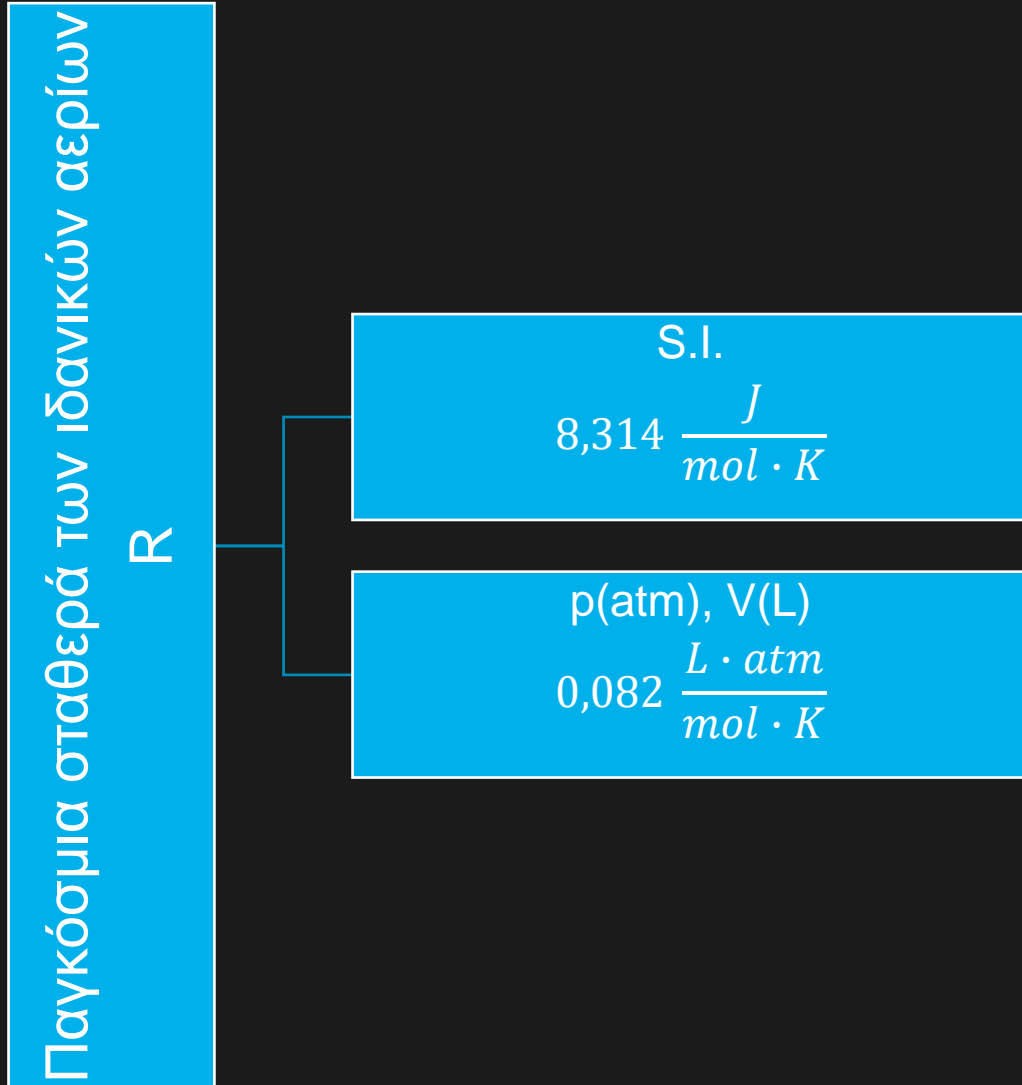 Παγκόσμια σταθερά των ιδανικών αερίων
R
S.I.
8,314 J / mol · K
p(atm), V(L)
0,082 L · atm / mol · K